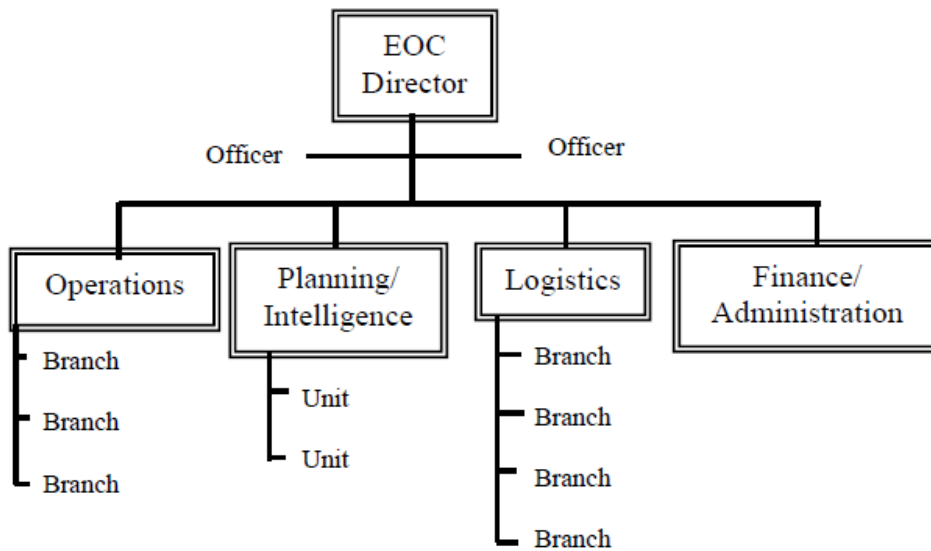 EOC
Director
Officer
Officer
Operations
Planning/
Intelligence
Logistics
Finance/
Administration
Branch
Branch
Branch
Unit
Unit
Branch
Branch
Branch
Branch